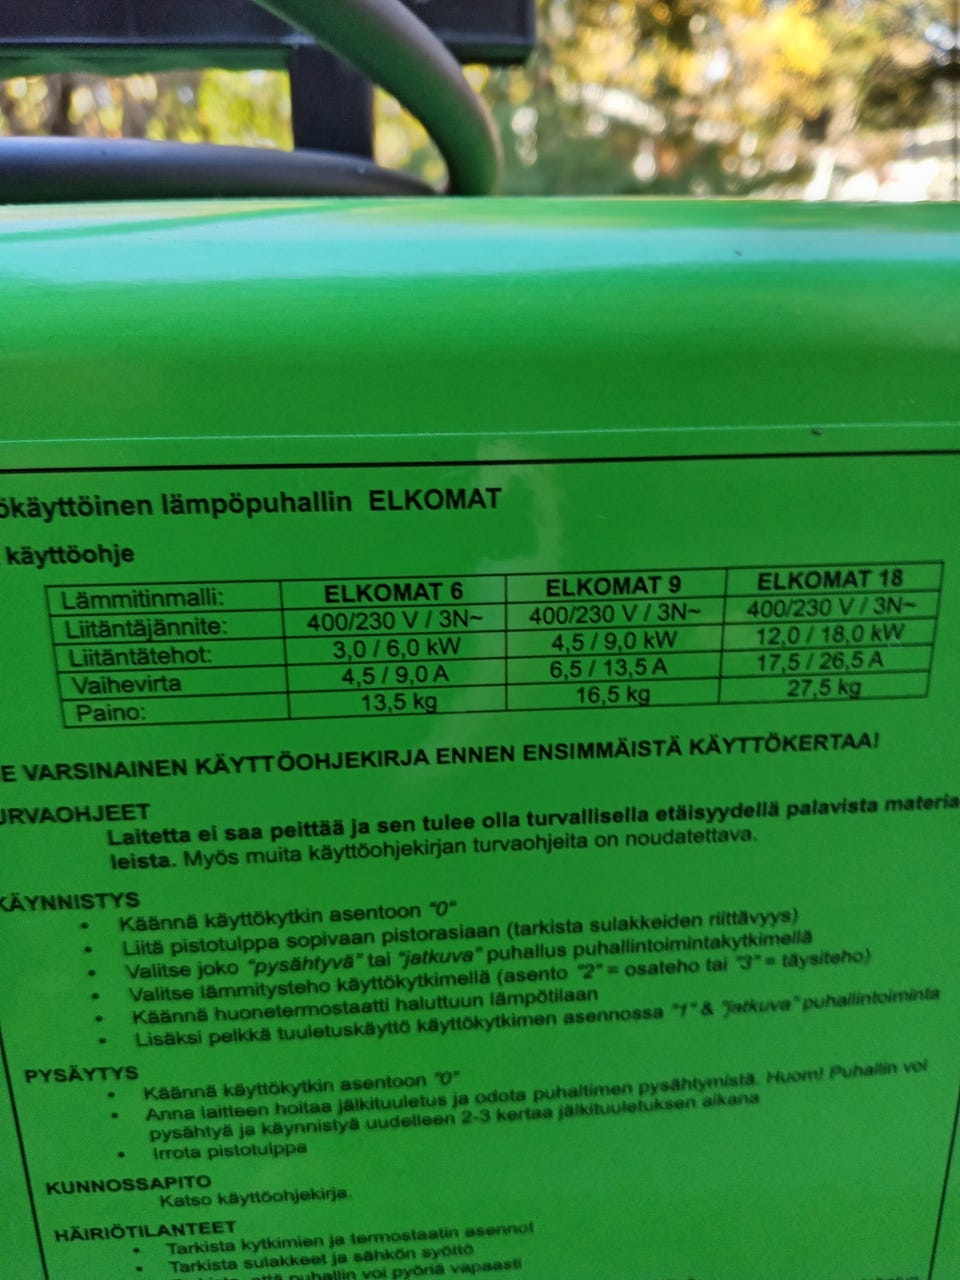 ökäyttöinen lämpöpuhallin ELKOMAT
käyttöohje
Lämmitinmalli: ELKOMAT 6 ELKOMAT 9 ELKOMAT 18
Liitäntäjännite: 400/230 V / 3N~ 400/230 V / 3N~ 400/230 V / 3N~
Liitäntätehot: 3,0 / 6,0 kW 4,5 / 9,0 kW 12,0 / 18,0 kW
Vaihevirta 4,5 / 9,0 A 6,5 / 13,5 A 17,5 / 26,5 A
Paino: 13,5 kg 16,5 kg 27,5 kg
E VARSINAINEN KÄYTTÖOHJEKIRJA ENNEN ENSIMMÄISTÄ KÄYTTÖKERTAA!
URVAOHJEET
Laitetta ei saa peittää ja sen tulee olla turvallisella etäisyydellä palavista materia
leista. Myös muita käyttöohjekirjan turvaohjeita on noudatettava.
KÄYNNISTYS
• Käännä käyttökytkin asentoon "0"
• Liitä pistotulppa sopivaan pistorasiaan (tarkista sulakkeiden riittävyys)
• Valitse joko "pysähtyvä" tai "jatkuva" puhallus puhallintoimintakytkimellä
• Valitse lämmitysteho käyttökytkimellä (asento "2" = osateho tai "3" = täysiteho)
• Käännä huonetermostaatti haluttuun lämpötilaan
• Lisäksi pelkkä tuuletuskäyttö käyttökytkimen asennossa "1" & "jatkuva" puhallintoiminta
PYSÄYTYS
• Käännä käyttökytkin asentoon "0"
• Anna laitteen hoitaa jälkituuletus ja odota puhaltimen pysähtymistä. Huom! Puhallin voi
pysähtyä ja käynnistyä uudelleen 2-3 kertaa jälkituuletuksen aikana
• Irrota pistotulppa
KUNNOSSAPITO
Katso käyttöohjekirja.
HÄIRIÖTILANTEET
• Tarkista kytkimien ja termostaatin asennot
• Tarkista sulakkeet ja sähkön syöttö
että puhallin voi pyöriä vapaasti